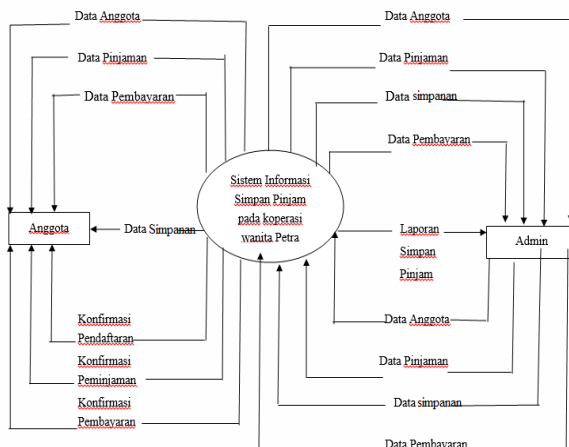 Data Anggota
Data Pinjaman
Data Pembayaran
Anggota
Data Simpanan
Konfirmasi
Pendaftaran
Konfirmasi
Peminjaman
Konfirmasi
Pembayaran
Sistem Informasi
Simpan Pinjam
pada koperasi
wanita Petra
Data Anggota
Data Pinjaman
Data simpanan
Data Pembayaran
Laporan
Simpan
Pinjam
Admin
Data Anggota
Data Pinjaman
Data simpanan
Data Pembayaran